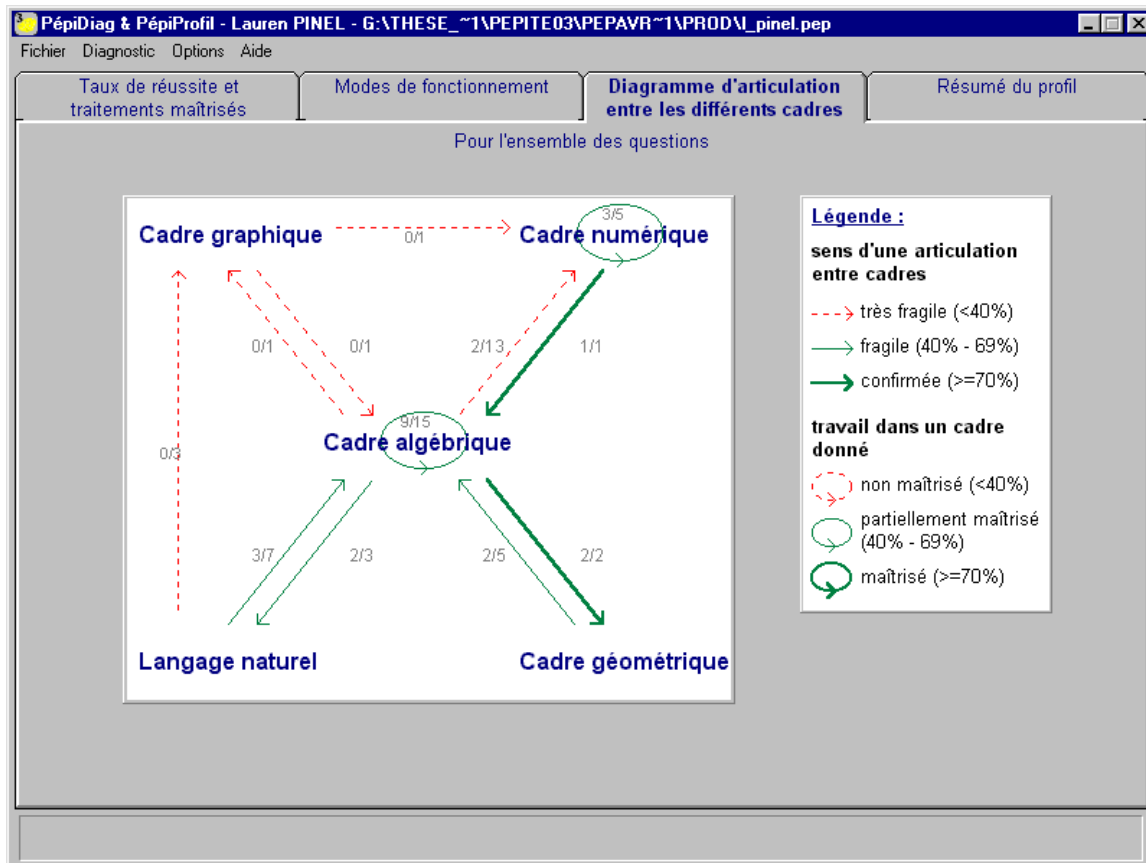 PépiDiag & PépiProfil - Lauren PINEL - G:\THESE_~1\PEPITE03\PEPAVR~1\PROD\l_pinel.pep
Fichier Diagnostic Options Aide
Taux de réussite et
traitements maîtrisés
Modes de fonctionnement
Diagramme d'articulation
entre les différents cadres
Résumé du profil
Pour l'ensemble des questions
3/5
Cadre graphique
0/1
Cadre numérique
0/1
0/1
2/13
1/1
9/15
Cadre algébrique
0/3
3/7
2/3
2/5
2/2
Langage naturel
Cadre géométrique
Légende :
sens d'une articulation
entre cadres
très fragile (<40%)
fragile (40% - 69%)
confirmée (>=70%)
travail dans un cadre
donné
non maîtrisé (<40%)
partiellement maîtrisé
(40% - 69%)
maîtrisé (>=70%)